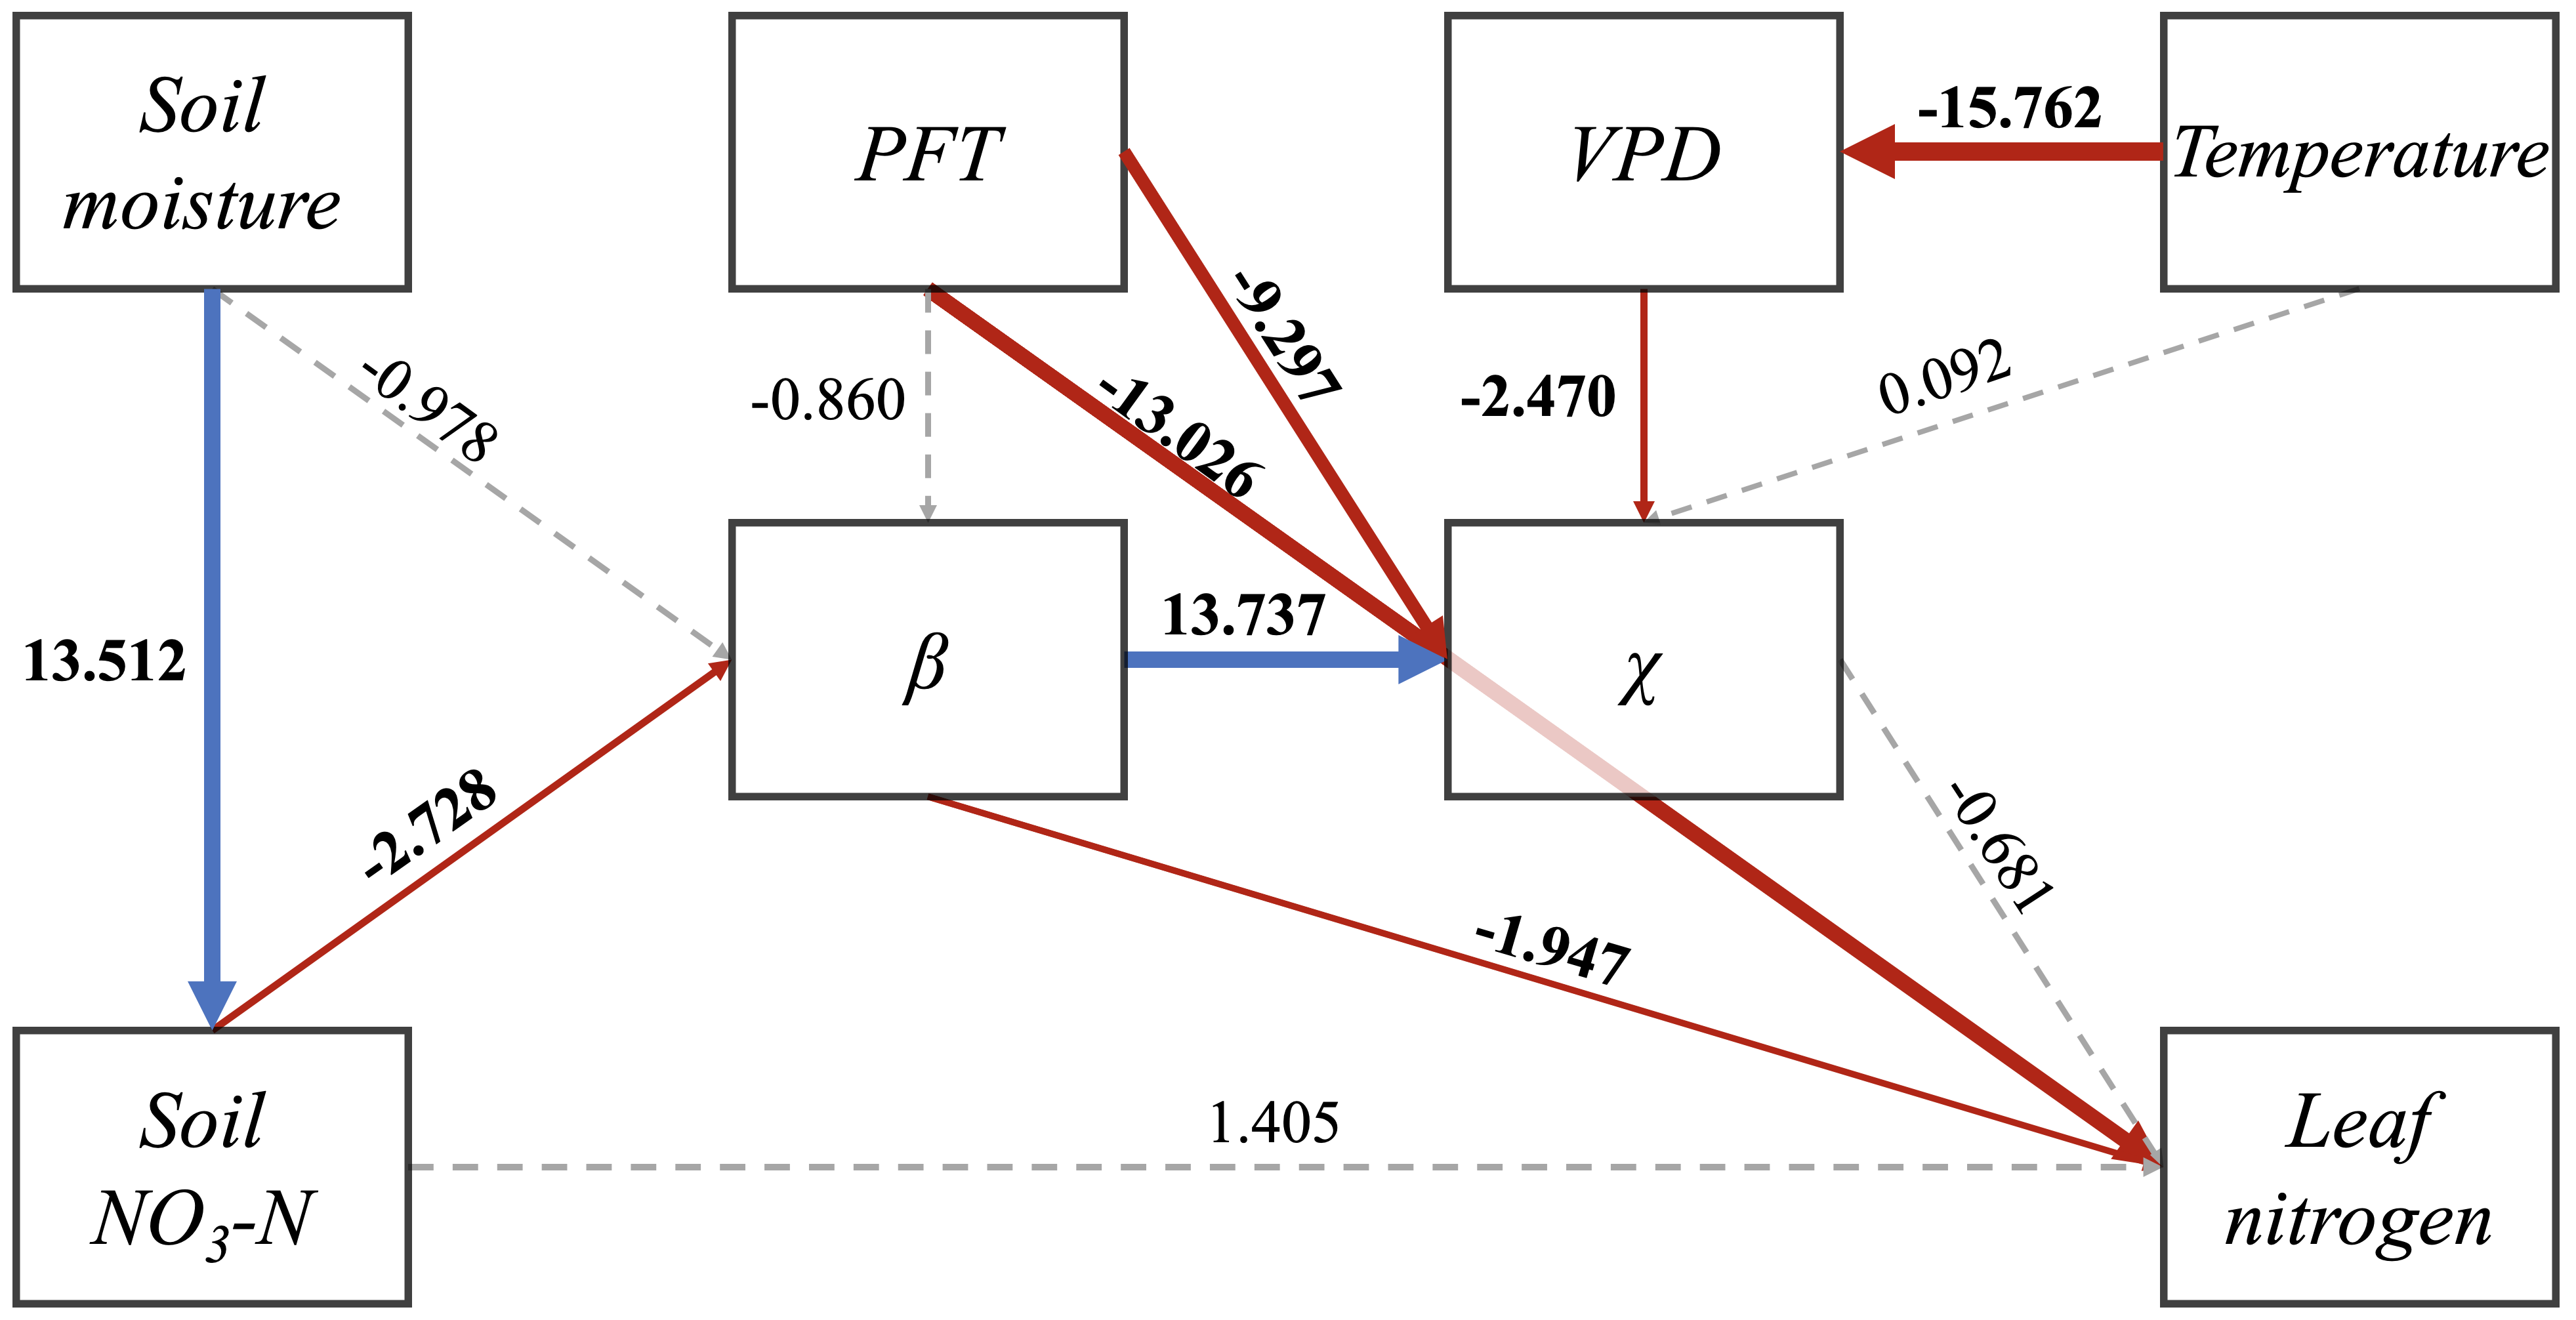 Soil
moisture
PFT
VPD
-15.762
Temperature
-0.978
-0.860
-13.026
-9.297
-2.470
0.092
13.512
β
13.737
χ
-2.728
-1.947
-0.681
Soil
NO₃-N
1.405
Leaf
nitrogen